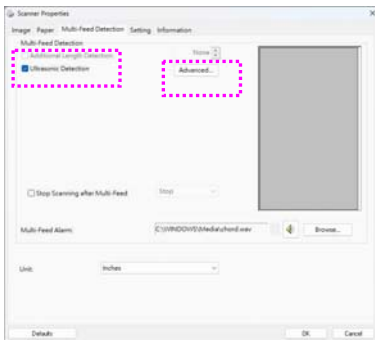 Scanner Properties
Image Paper Multi-Feed Detection Setting Information
Multi-Feed Detection
Additional Length Detection None
Ultrasonic Detection Advanced...
Stop Scanning after Multi-Feed Stop
Multi-Feed Alarm: C:\WINDOWS\Media\chord.wav Browse...
Unit: Inches
Defaults OK Cancel